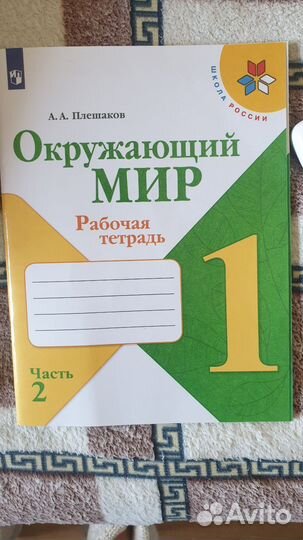 ШКОЛА РОССИИ
А. А. Плешаков
Окружающий
МИР
Рабочая
тетрадь
1
Часть
2
Avito